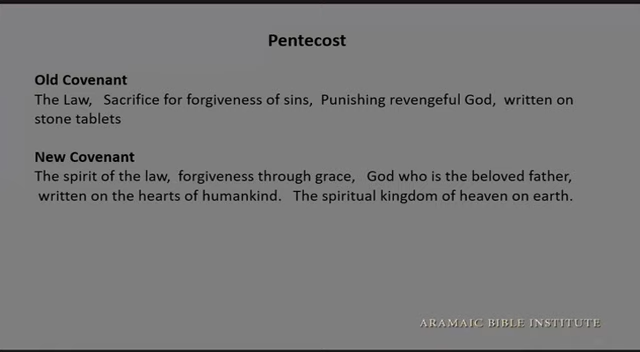 Pentecost
Old Covenant
The Law, Sacrifice for forgiveness of sins, Punishing revengeful God, written on
stone tablets
New Covenant
The spirit of the law, forgiveness through grace, God who is the beloved father,
written on the hearts of humankind. The spiritual kingdom of heaven on earth.
ARAMAIC BIBLE INSTITUTE